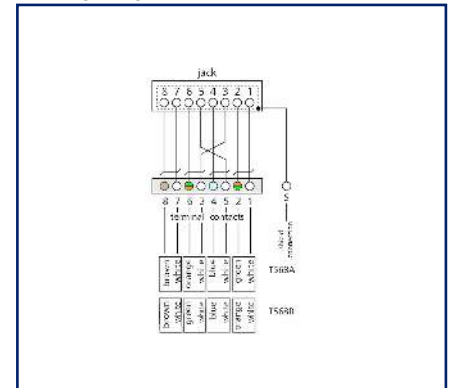 jack
8 7 6 5 4 3 2 1
8 7 6 3 4 5 2 1
S
terminal contacts
shield
connection
brown white orange white blue white green white
T568A
brown white green white blue white orange white
T568B